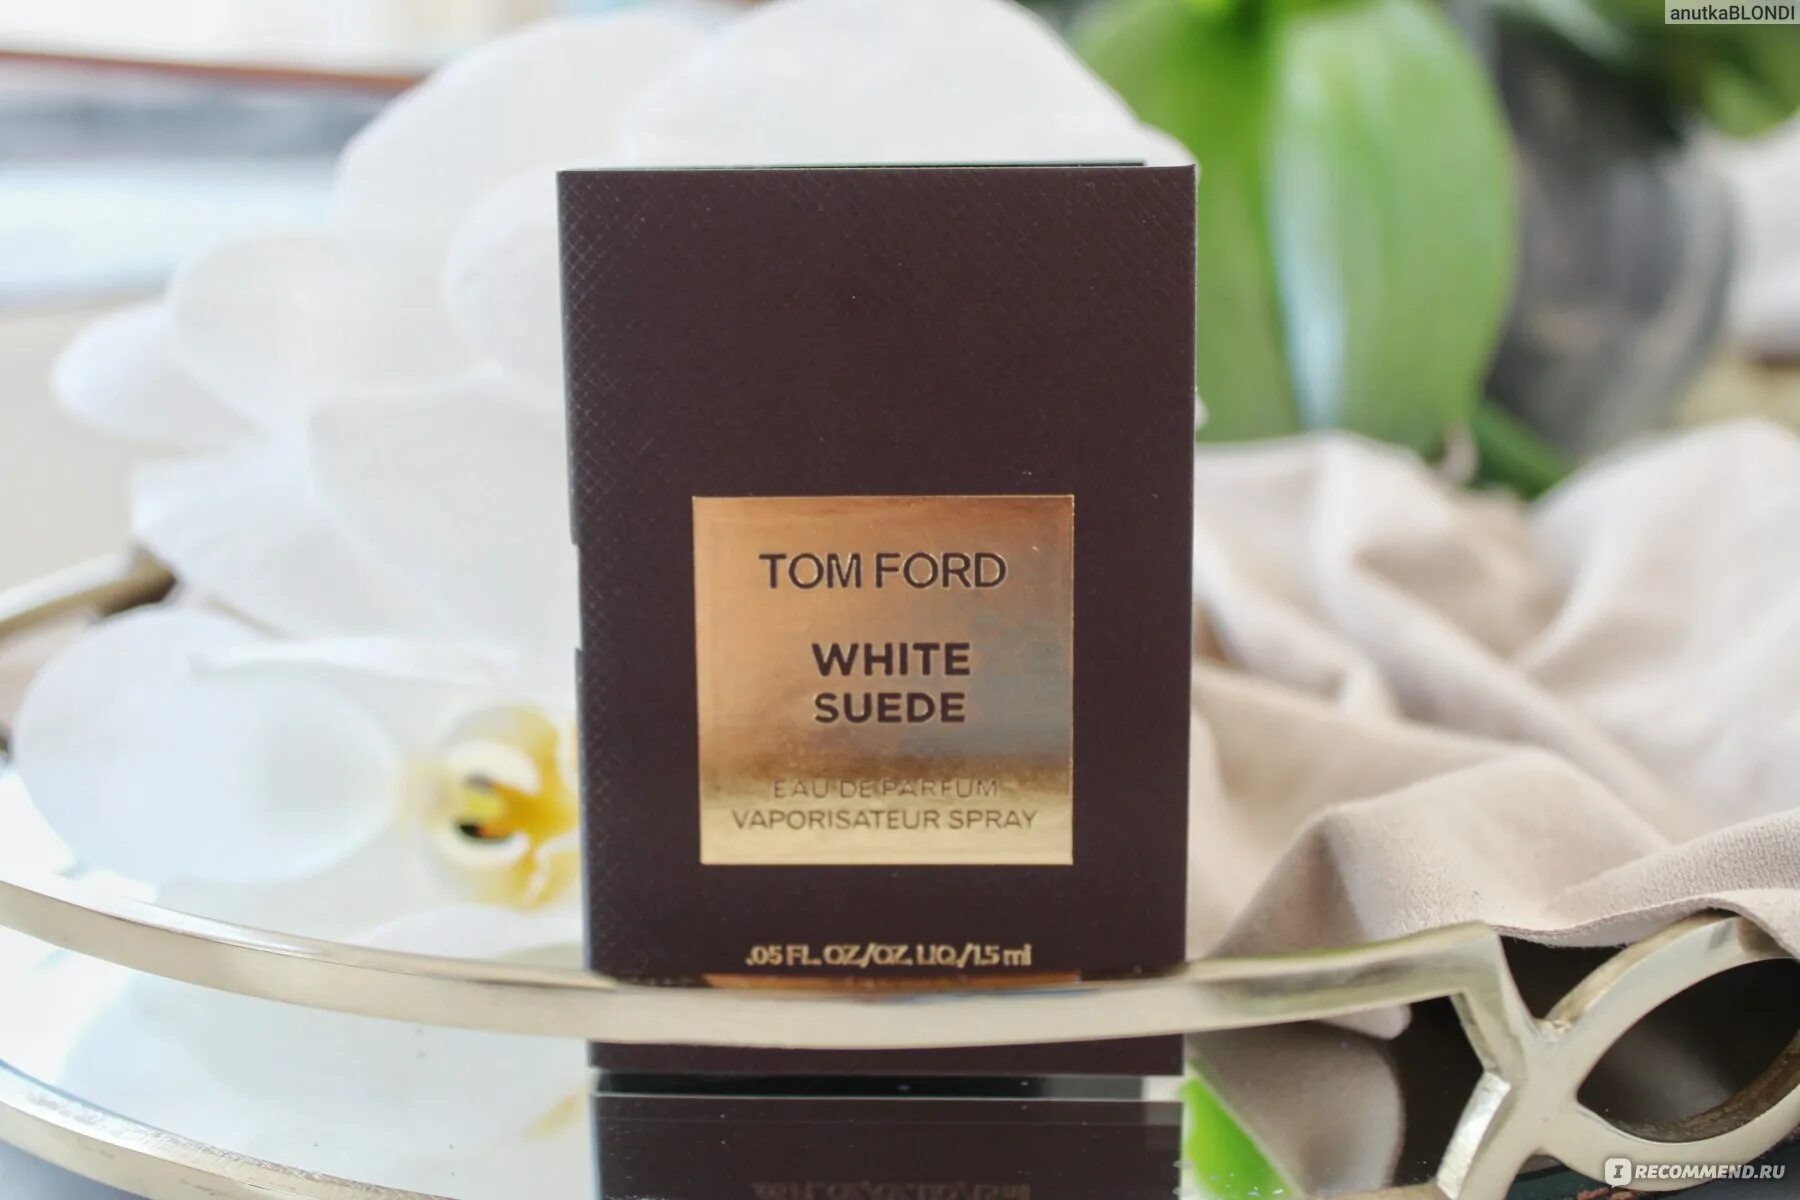 anutkaBLONDI
TOM FORD
WHITE
SUEDE
EAU DE PARFUM
VAPORISATEUR SPRAY
.05 FL. OZ./OZ. LIQ./1.5 ml
IRECOMMEND.RU